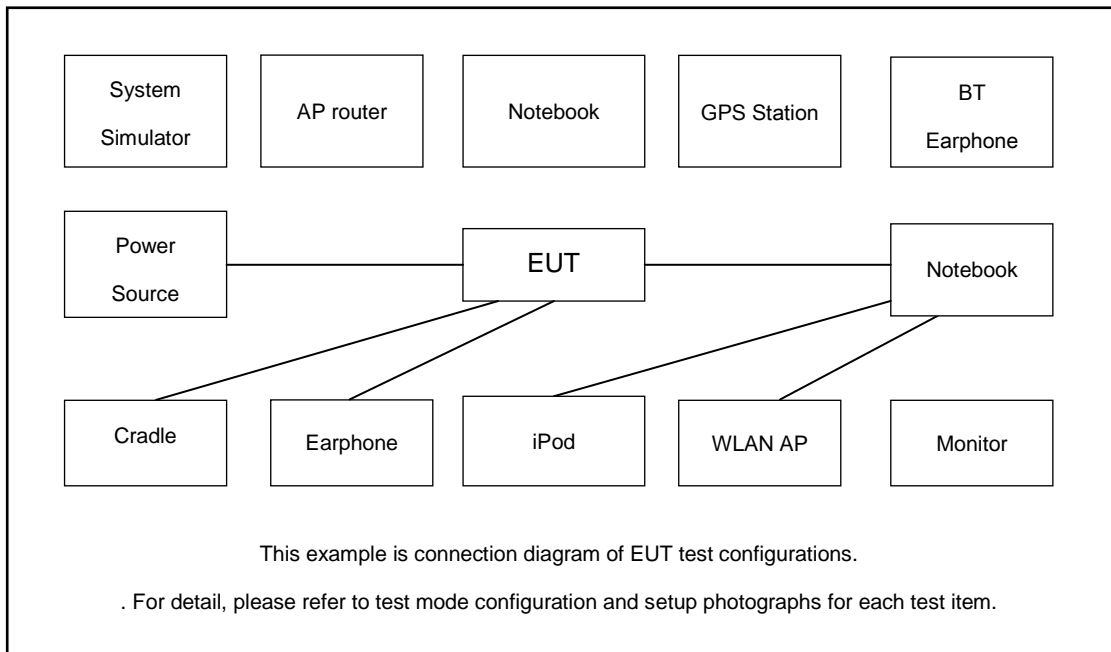 System
Simulator
AP router
Notebook
GPS Station
BT
Earphone
Power
Source
EUT
Notebook
Cradle
Earphone
iPod
WLAN AP
Monitor
This example is connection diagram of EUT test configurations.
. For detail, please refer to test mode configuration and setup photographs for each test item.